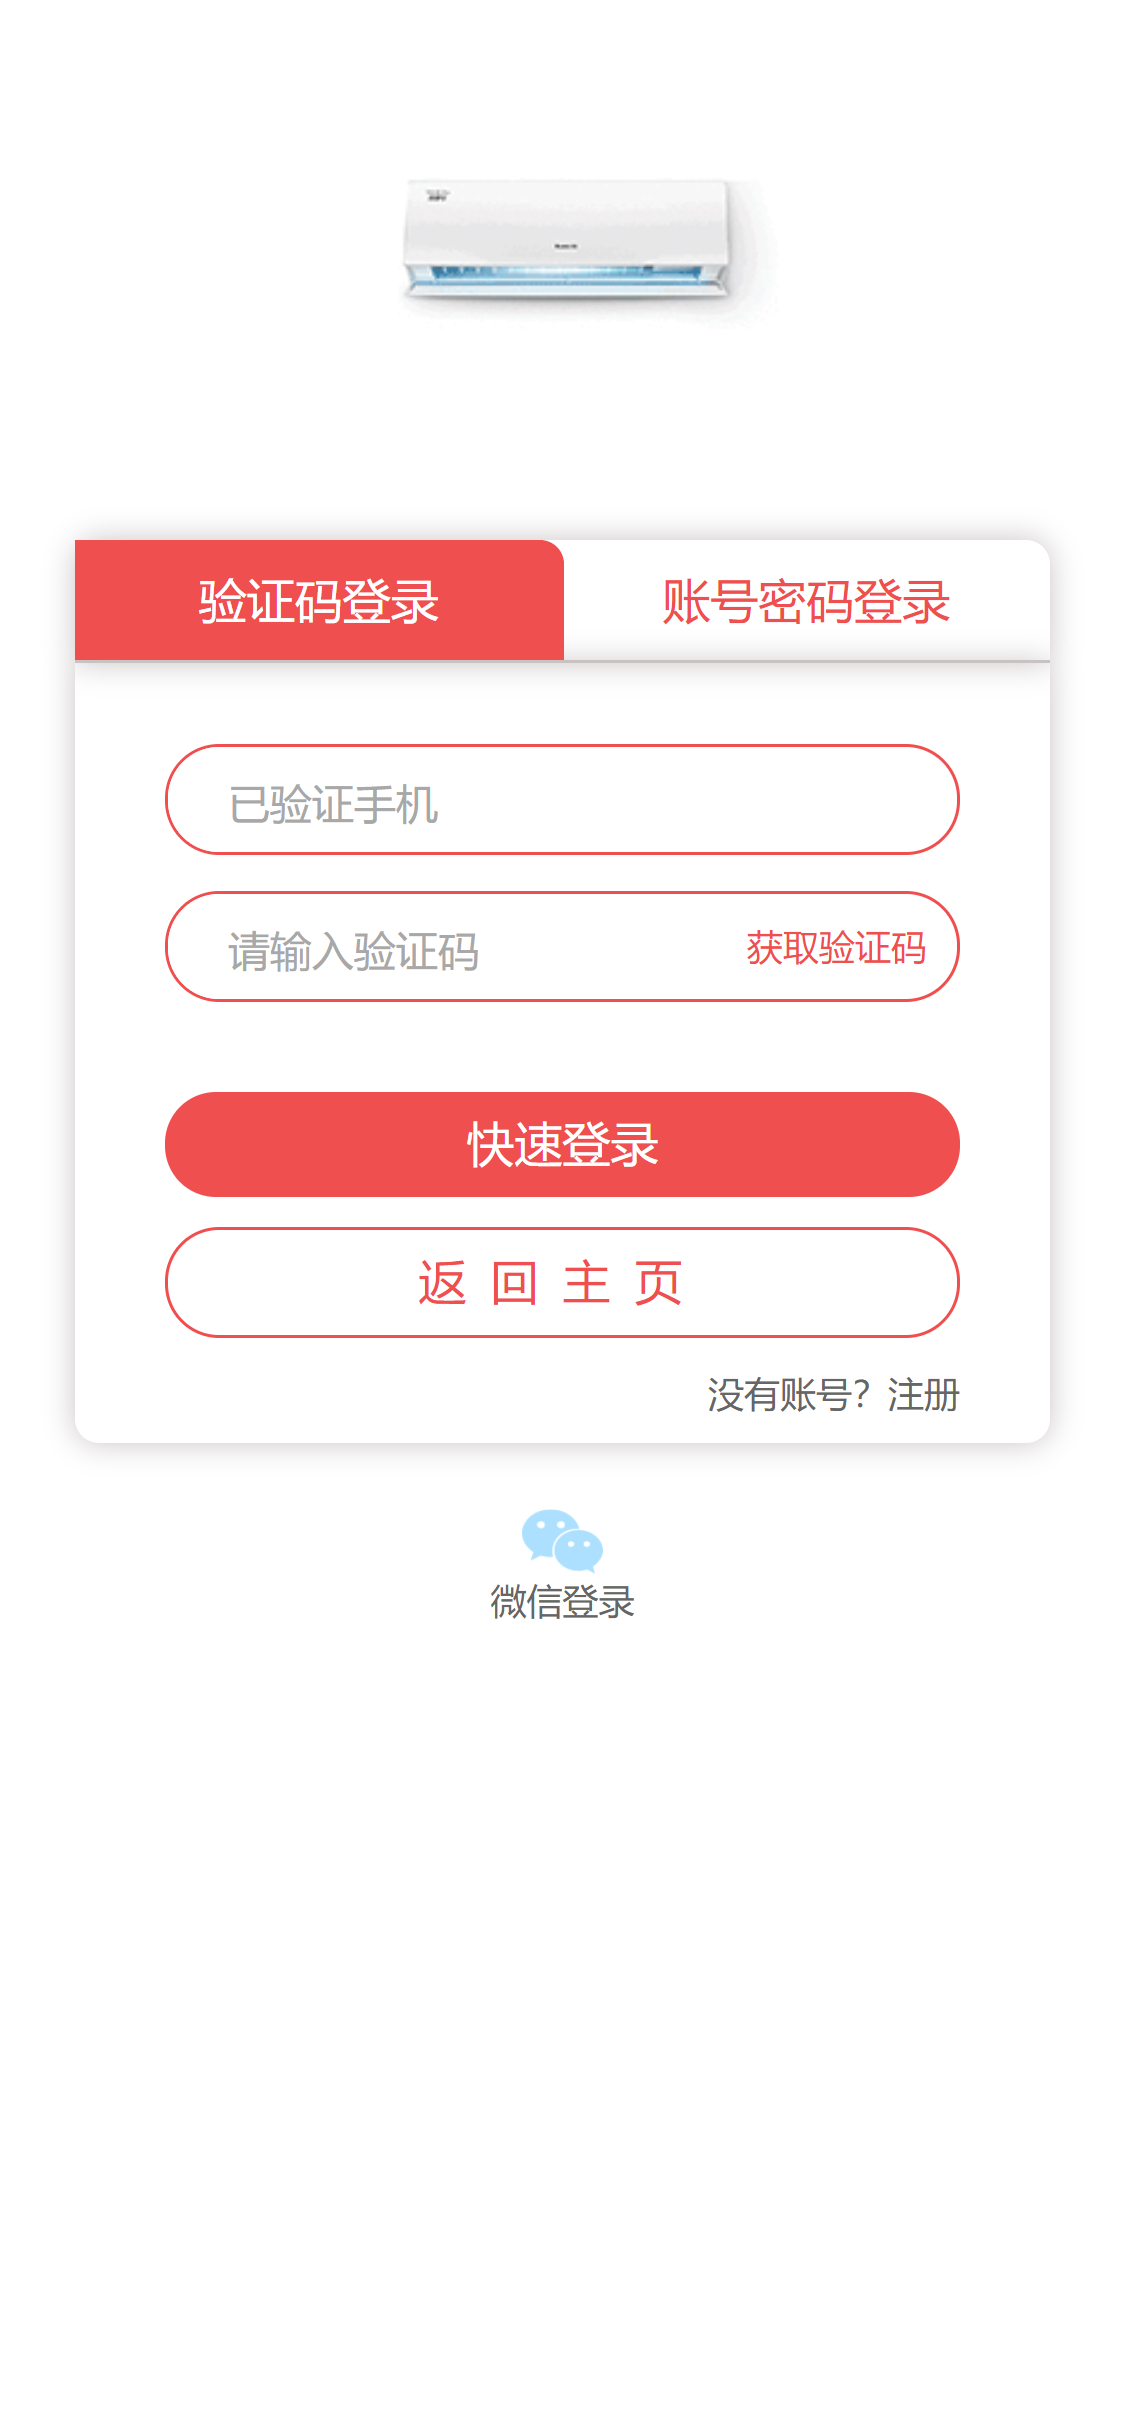 验证码登录 账号密码登录
已验证手机
请输入验证码 获取验证码
快速登录
返 回 主 页
没有账号？注册
微信登录